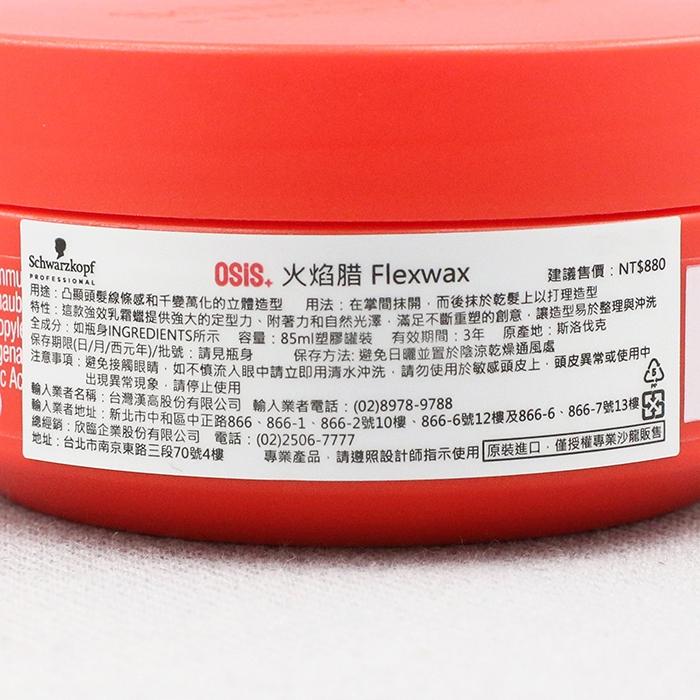 Schwarzkopf
PROFESSIONAL
OSiS+ 火焰腊 Flexwax
建議售價：NT$880
用途：凸顯頭髮線條感和千變萬化的立體造型 用法：在掌間抹開，而後抹於乾髮上以打理造型
特性：這款強效乳霜蠟提供強大的定型力、附著力和自然光澤，滿足不斷重塑的創意，讓造型易於整理與沖洗
全成分：如瓶身INGREDIENTS所示 容量：85ml塑膠罐裝 有效期間：3年 原產地：斯洛伐克
保存期限(日/月/西元年)/批號：請見瓶身 保存方法：避免日曬並置於陰涼乾燥通風處
注意事項：避免接觸眼睛，如不慎流入眼中請立即用清水沖洗，請勿用於敏感頭皮上，頭皮異常或使用中
出現異常現象，請停止使用
輸入業者名稱：台灣漢高股份有限公司 輸入業者電話：(02)8978-9788
輸入業者地址：新北市中和區中正路866、866-1、866-2號10樓、866-6號12樓及866-6、866-7號13樓
總經銷：欣臨企業股份有限公司 電話：(02)2506-7777
地址：台北市南京東路三段70號4樓 專業產品，請遵照設計師指示使用 原裝進口，僅授權專業沙龍販售